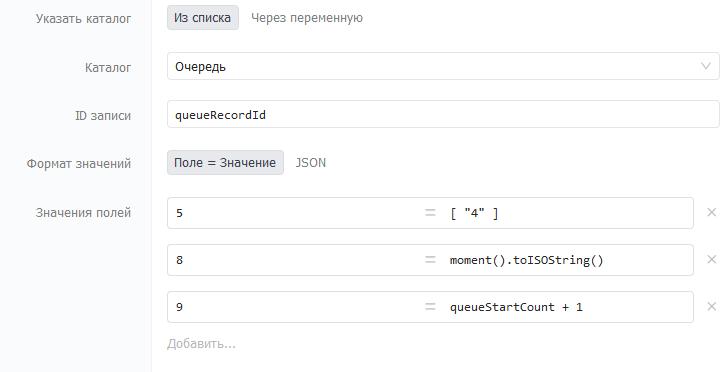 Указать каталог Из списка Через переменную
Каталог Очередь
ID записи queueRecordId
Формат значений Поле = Значение JSON
Значения полей 5 = [ "4" ]
8 = moment().toISOString()
9 = queueStartCount + 1
Добавить...